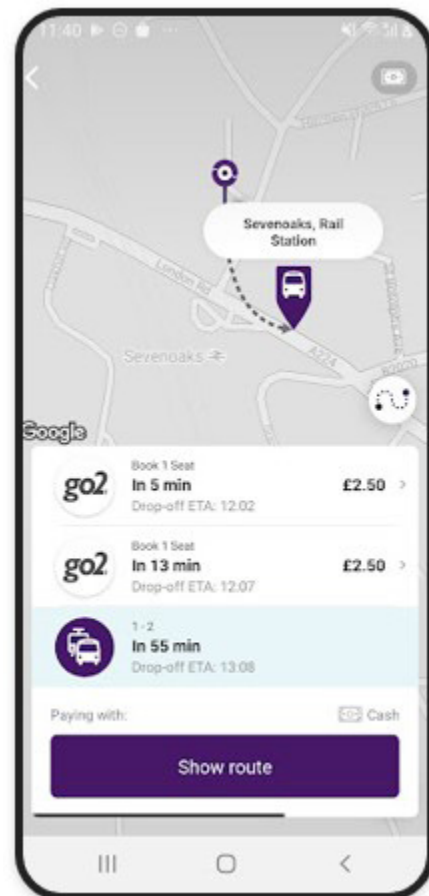 11:40
Sevenoaks, Rail
Station
London Rd
A224
Sevenoaks
B2020
Google
go2
Book 1 Seat
In 5 min
Drop-off ETA: 12:02
£2.50
go2
Book 1 Seat
In 13 min
Drop-off ETA: 12:07
£2.50
1 - 2
In 55 min
Drop-off ETA: 13:08
Paying with:
Cash
Show route